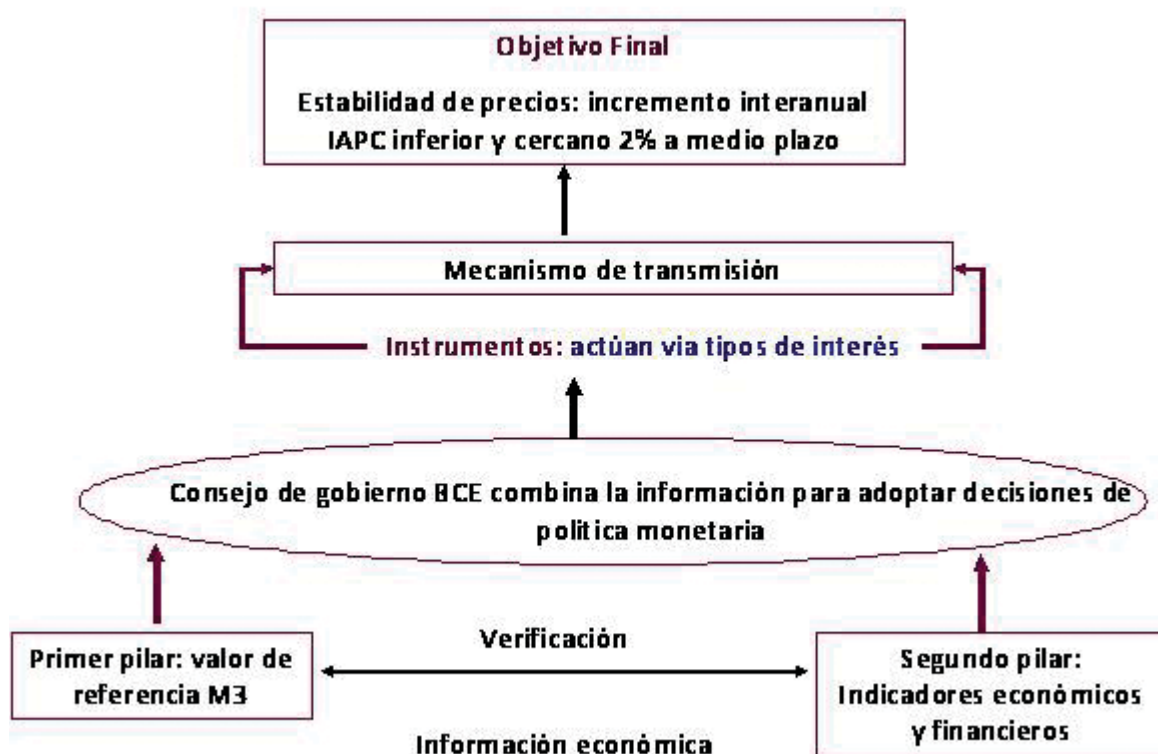 Objetivo Final
Estabilidad de precios: incremento interanual
IAPC inferior y cercano 2% a medio plazo
Mecanismo de transmisión
Instrumentos: actúan via tipos de interés
Consejo de gobierno BCE combina la información para adoptar decisiones de
política monetaria
Verificación
Primer pilar: valor de
referencia M3
Segundo pilar:
Indicadores económicos
y financieros
Información económica